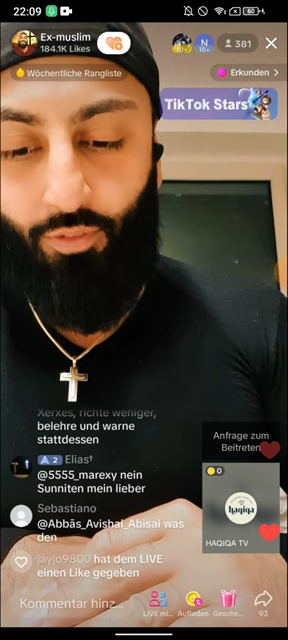 22:09
60
Ex-muslim
184.1K Likes
10+
N
10+
381
Wöchentliche Rangliste
Erkunden >
TikTok Stars
Xerxes, richte weniger,
belehre und warne
stattdessen
2 Elias†
@5555_marexy nein
Sunniten mein lieber
Sebastiano
@Abbās_Avishai_Abisai was
den
jayjo9800 hat dem LIVE
einen Like gegeben
Anfrage zum
Beitreten
0
haqiqa
HAQIQA TV
Kommentar hinz...
LIVE mi...
Aufladen
Gesche...
93